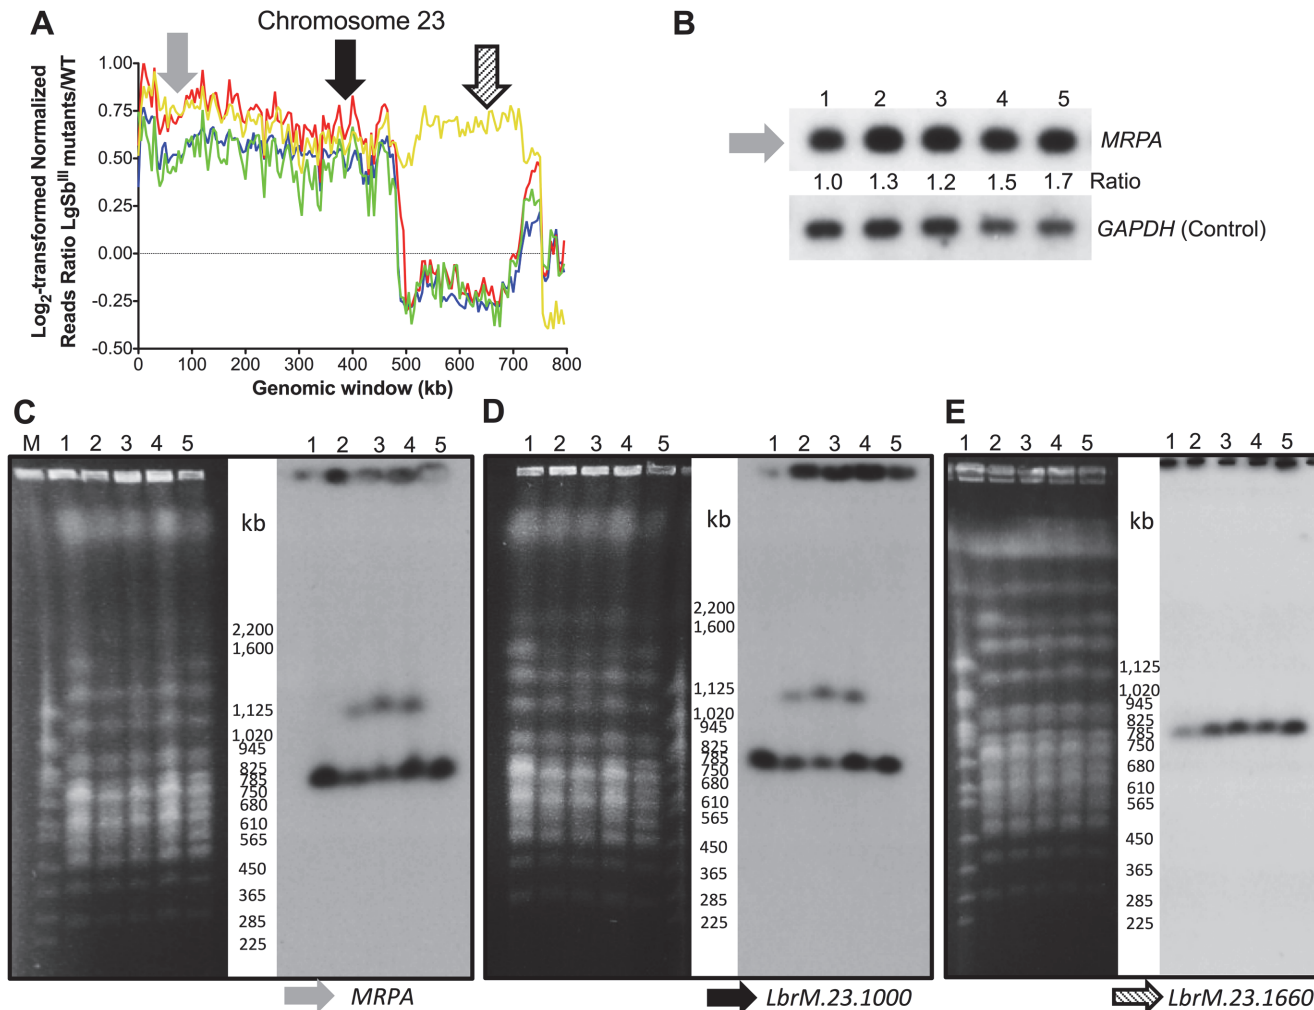 A
Chromosome 23
Log2-transformed Normalized
Reads Ratio LgSbIII mutants/WT
1.00
0.75
0.50
0.25
0.00
-0.25
-0.50
0 100 200 300 400 500 600 700 800
Genomic window (kb)
B
1 2 3 4 5
MRPA
1.0 1.3 1.2 1.5 1.7 Ratio
GAPDH (Control)
C
M 1 2 3 4 5
1 2 3 4 5
kb
2,200
1,600
1,125
1,020
945
825
785
750
680
610
565
450
365
285
225
MRPA
D
1 2 3 4 5
1 2 3 4 5
kb
2,200
1,600
1,125
1,020
945
825
785
750
680
610
565
450
365
285
225
LbrM.23.1000
E
1 2 3 4 5
1 2 3 4 5
kb
1,125
1,020
945
825
785
750
680
610
565
450
365
285
225
LbrM.23.1660